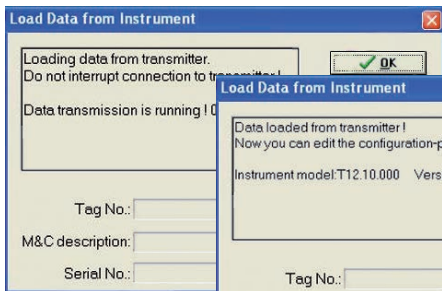 Load Data from Instrument
Loading data from transmitter.
Do not interrupt connection to transmitter !
Data transmission is running !
OK
Tag No.:
M&C description:
Serial No.:
Load Data from Instrument
Data loaded from transmitter !
Now you can edit the configuration-p
Instrument model:T12.10.000 Vers
Tag No.: